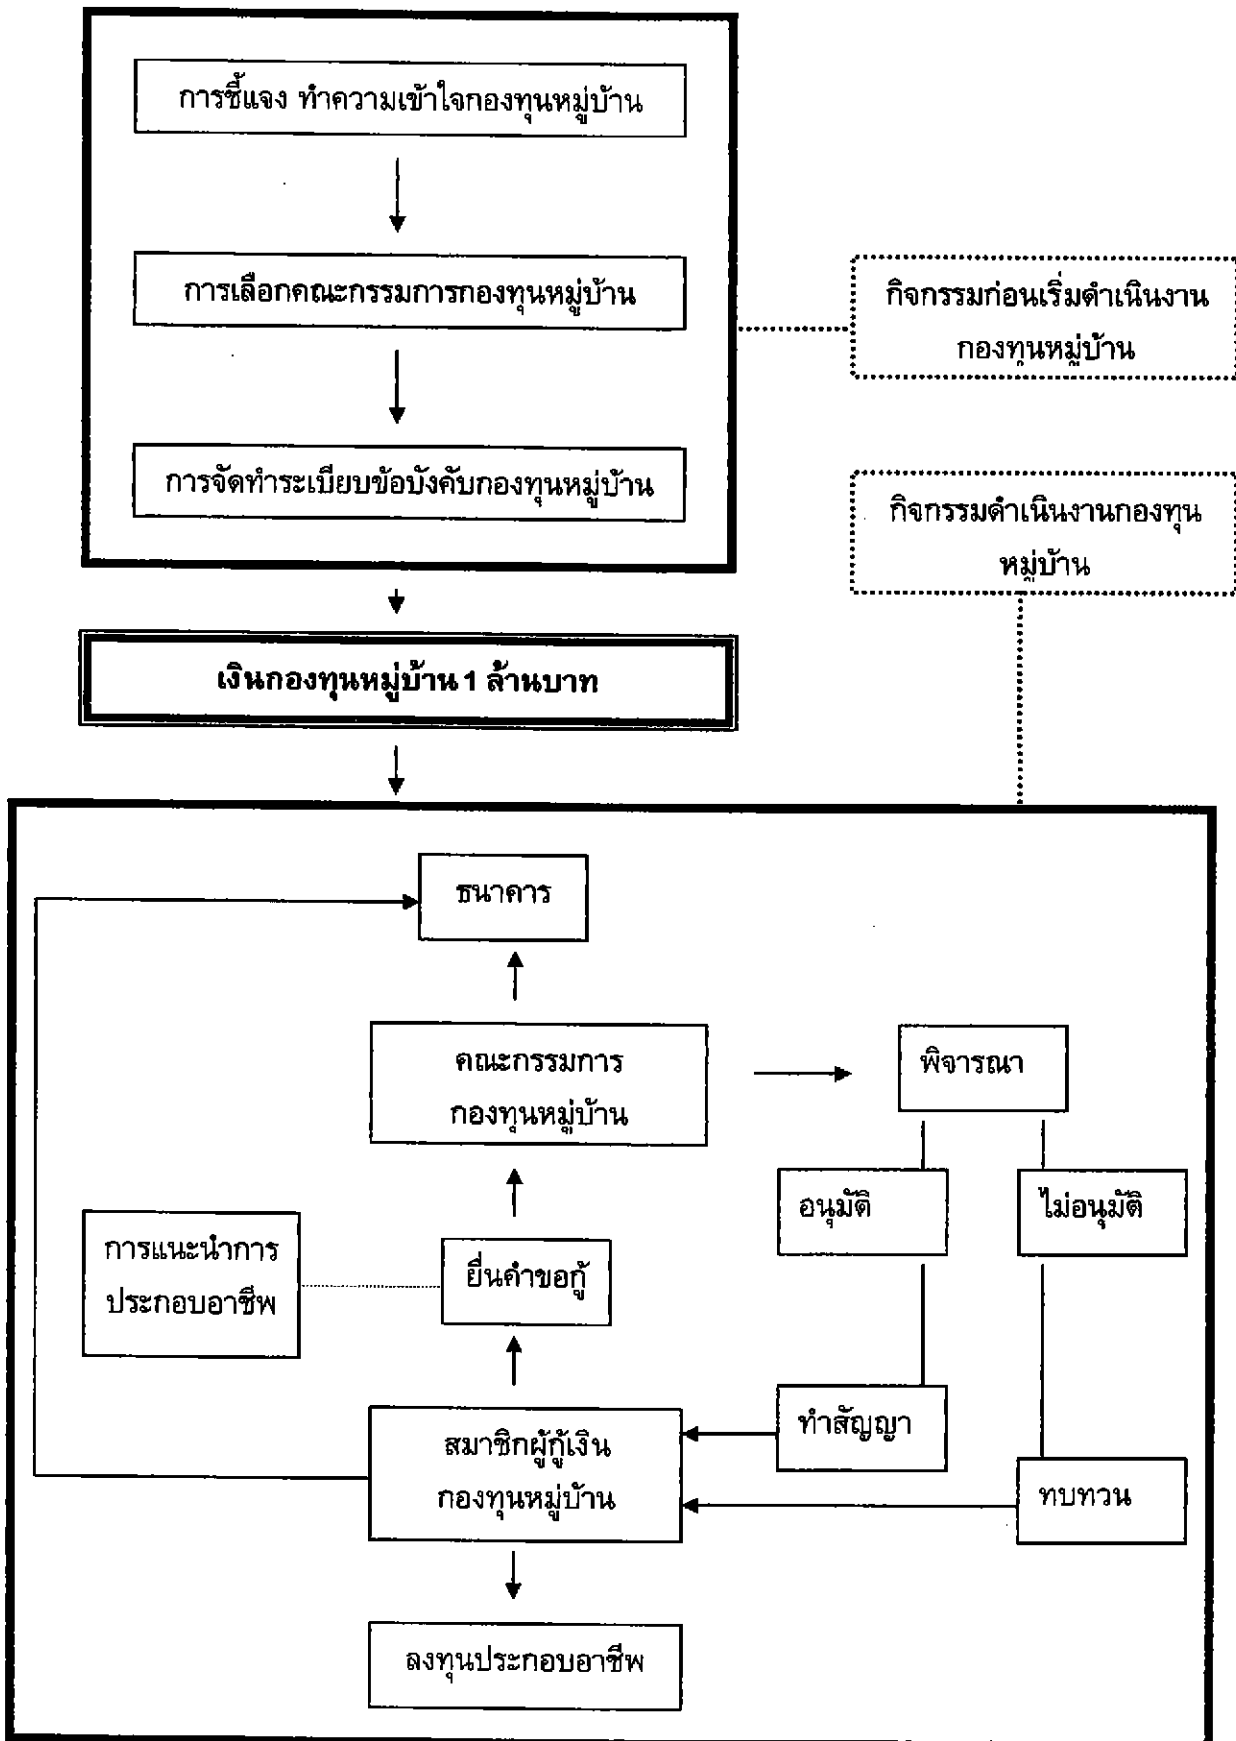 การชี้แจง ทำความเข้าใจกองทุนหมู่บ้าน
การเลือกคณะกรรมการกองทุนหมู่บ้าน
กิจกรรมก่อนเริ่มดำเนินงาน
กองทุนหมู่บ้าน
การจัดทำระเบียบข้อบังคับกองทุนหมู่บ้าน
กิจกรรมดำเนินงานกองทุน
หมู่บ้าน
เงินกองทุนหมู่บ้าน 1 ล้านบาท
ธนาคาร
คณะกรรมการ
กองทุนหมู่บ้าน
พิจารณา
อนุมัติ
ไม่อนุมัติ
การแนะนำการ
ประกอบอาชีพ
ยื่นคำขอกู้
ทำสัญญา
สมาชิกผู้กู้เงิน
กองทุนหมู่บ้าน
ทบทวน
ลงทุนประกอบอาชีพ